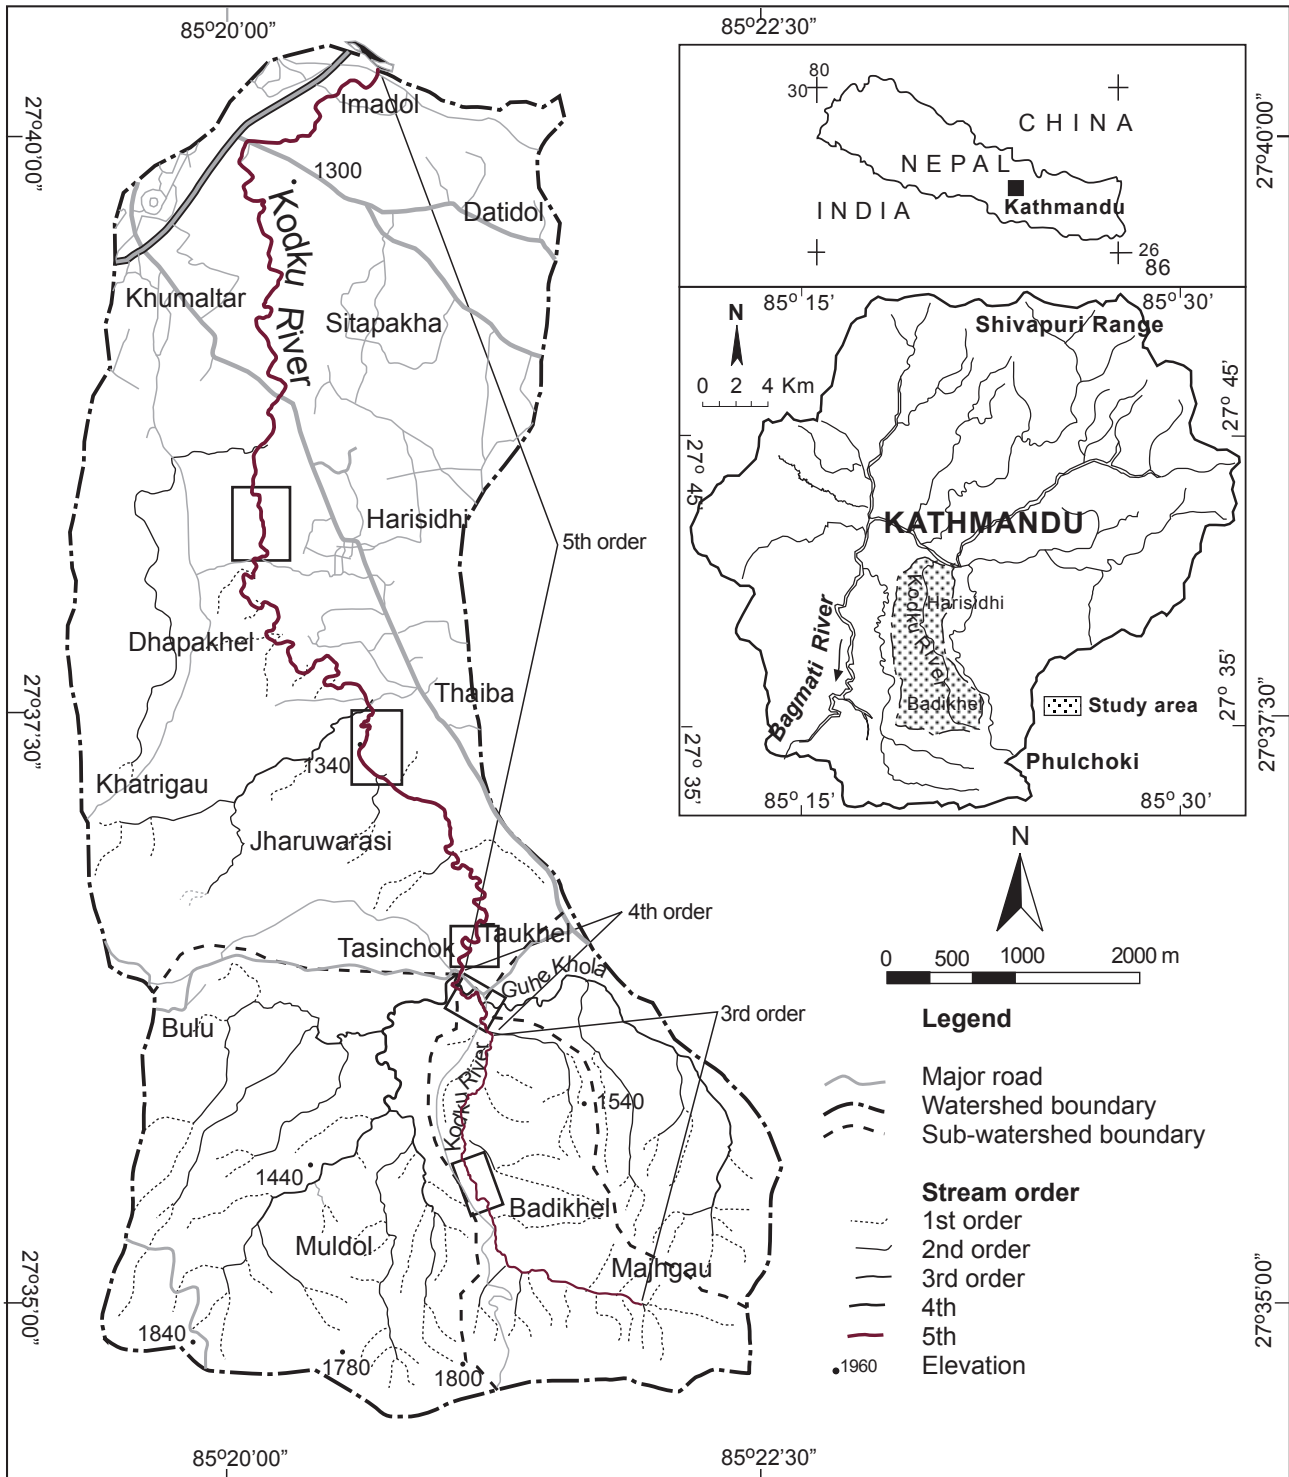 85º20’00”
85º22’30”
27º40’00”
27º40’00”
Imadol
1300
Datidol
Kodku River
Khumaltar
Sitapakha
Harisidhi
5th order
Dhapakhel
Thaiba
27º37’30”
27º37’30”
1340
Khatrigau
Jharuwarasi
4th order
Tasinchok
Taukhel
Guhe Khola
3rd order
Bulu
Kodku River
1540
1440
Badikhel
Muldol
Majhgau
27º35’00”
27º35’00”
1840
1780
1800
85º20’00”
85º22’30”
80
30
CHINA
NEPAL
INDIA
Kathmandu
26
86
85º 15’
85º 30’
N
Shivapuri Range
0 2 4 Km
27º 45’
27º 45’
KATHMANDU
Kodku River
Harisidhi
Bagmati River
Badikhel
Study area
Phulchoki
27º 35’
27º 35’
85º 15’
85º 30’
N
0 500 1000 2000 m
Legend
Major road
Watershed boundary
Sub-watershed boundary
Stream order
1st order
2nd order
3rd order
4th
5th
1960 Elevation